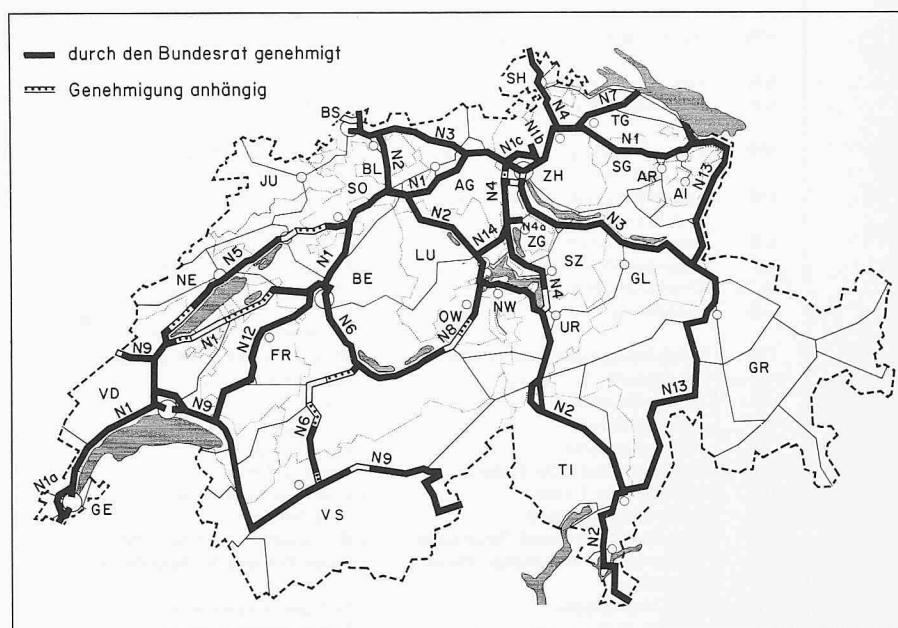 durch den Bundesrat genehmigt
Genehmigung anhängig
SH
N4
N7
TG
N1
BS
N3
N1c
N1b
BL
N2
ZH
SG
AR
AI
N13
JU
SO
N1
AG
N4
N3
N2
N4a
ZG
N14
N5
NE
N1
BE
LU
SZ
GL
N4
OW
NW
N8
UR
N6
N1
N12
FR
N9
VD
N9
N1
N13
GR
N2
N6
N9
TI
N1a
GE
VS
N2